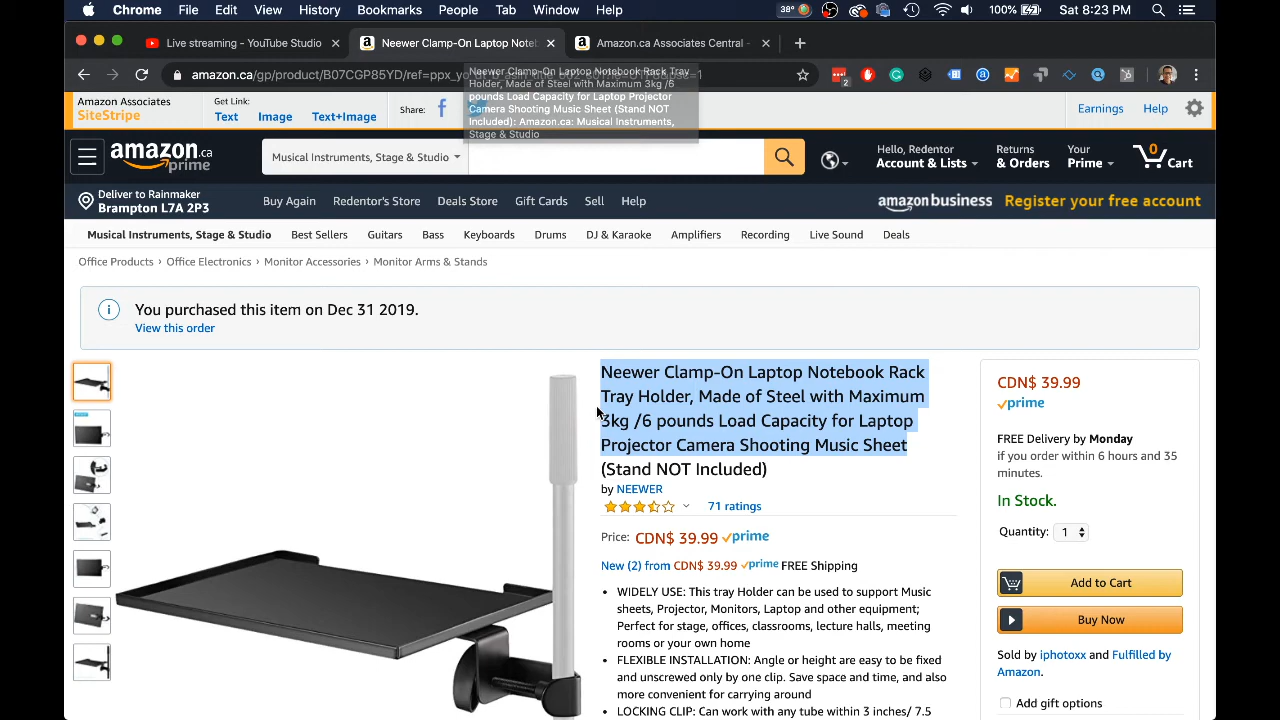 Chrome File Edit View History Bookmarks People Tab Window Help 38° 100% Sat 8:23 PM
Live streaming - YouTube Studio × Neewer Clamp-On Laptop Note × Amazon.ca Associates Central - × +
amazon.ca/gp/product/B07CGP85YD/ref=ppx_
Neewer Clamp-On Laptop Notebook Rack Tray
Holder, Made of Steel with Maximum 3kg /6
pounds Load Capacity for Laptop Projector
Camera Shooting Music Sheet (Stand NOT
Included): Amazon.ca: Musical Instruments,
Stage & Studio
Amazon Associates
SiteStripe
Get Link:
Text Image Text+Image
Share:
Earnings Help
amazon.ca
prime
Musical Instruments, Stage & Studio
Hello, Redentor
Account & Lists
Returns
& Orders
Your
Prime
0
Cart
Deliver to Rainmaker
Brampton L7A 2P3
Buy Again Redentor's Store Deals Store Gift Cards Sell Help
amazon business Register your free account
Musical Instruments, Stage & Studio Best Sellers Guitars Bass Keyboards Drums DJ & Karaoke Amplifiers Recording Live Sound Deals
Office Products › Office Electronics › Monitor Accessories › Monitor Arms & Stands
You purchased this item on Dec 31 2019.
View this order
Neewer Clamp-On Laptop Notebook Rack
Tray Holder, Made of Steel with Maximum
3kg /6 pounds Load Capacity for Laptop
Projector Camera Shooting Music Sheet
(Stand NOT Included)
by NEEWER
71 ratings
Price: CDN$ 39.99 prime
New (2) from CDN$ 39.99 prime FREE Shipping
• WIDELY USE: This tray Holder can be used to support Music
sheets, Projector, Monitors, Laptop and other equipment;
Perfect for stage, offices, classrooms, lecture halls, meeting
rooms or your own home
• FLEXIBLE INSTALLATION: Angle or height are easy to be fixed
and unscrewed only by one clip. Save space and time, and also
more convenient for carrying around
• LOCKING CLIP: Can work with any tube within 3 inches/ 7.5
CDN$ 39.99
prime
FREE Delivery by Monday
if you order within 6 hours and 35
minutes.
In Stock.
Quantity: 1
Add to Cart
Buy Now
Sold by iphotoxx and Fulfilled by
Amazon.
Add gift options